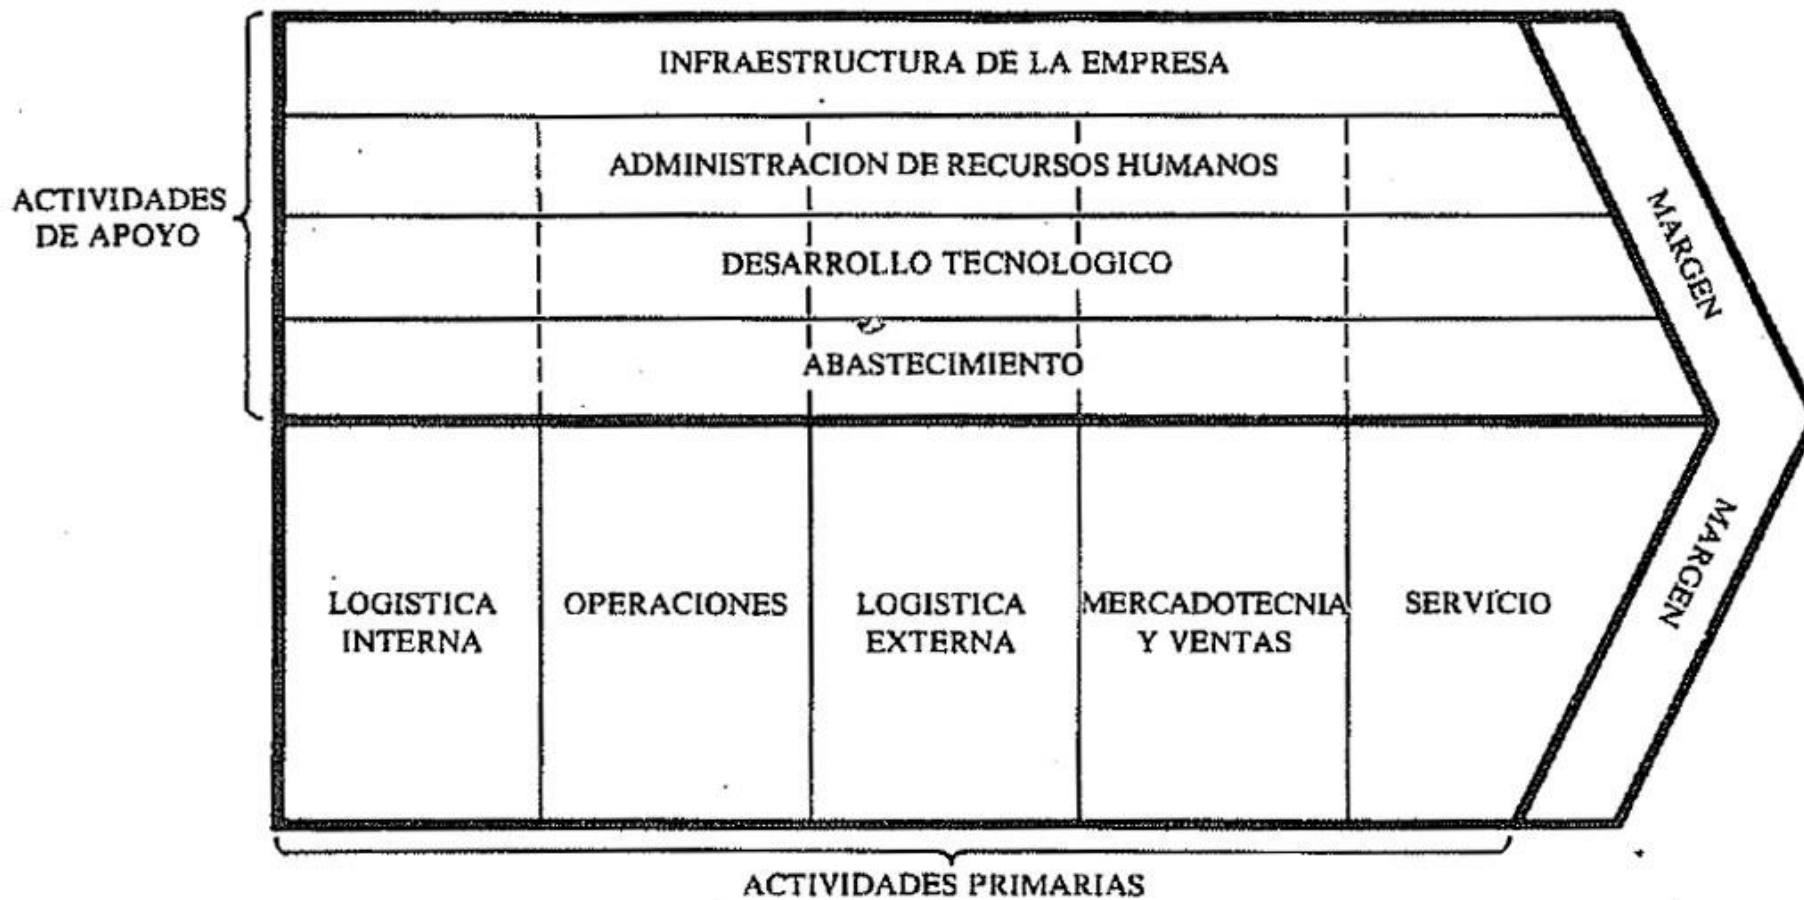 INFRAESTRUCTURA DE LA EMPRESA
ADMINISTRACION DE RECURSOS HUMANOS
ACTIVIDADES
DE APOYO
DESARROLLO TECNOLOGICO
ABASTECIMIENTO
MARGEN
LOGISTICA
INTERNA
OPERACIONES
LOGISTICA
EXTERNA
MERCADOTECNIA
Y VENTAS
SERVICIO
MARGEN
ACTIVIDADES PRIMARIAS